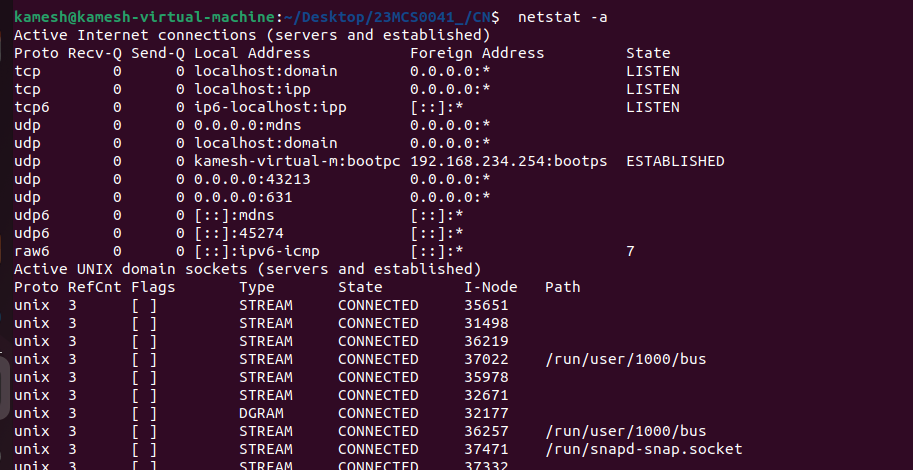 kamesh@kamesh-virtual-machine:~/Desktop/23MCS0041_/CN$  netstat -a
Active Internet connections (servers and established)
Proto Recv-Q Send-Q Local Address           Foreign Address         State
tcp        0      0 localhost:domain        0.0.0.0:*               LISTEN
tcp        0      0 localhost:ipp           0.0.0.0:*               LISTEN
tcp6       0      0 ip6-localhost:ipp       [::]:*                  LISTEN
udp        0      0 0.0.0.0:mdns            0.0.0.0:*
udp        0      0 localhost:domain        0.0.0.0:*
udp        0      0 kamesh-virtual-m:bootpc 192.168.234.254:bootps  ESTABLISHED
udp        0      0 0.0.0.0:43213           0.0.0.0:*
udp        0      0 0.0.0.0:631             0.0.0.0:*
udp6       0      0 [::]:mdns               [::]:*
udp6       0      0 [::]:45274              [::]:*
raw6       0      0 [::]:ipv6-icmp          [::]:*                  7
Active UNIX domain sockets (servers and established)
Proto RefCnt Flags       Type       State         I-Node   Path
unix  3      [ ]         STREAM     CONNECTED     35651
unix  3      [ ]         STREAM     CONNECTED     31498
unix  3      [ ]         STREAM     CONNECTED     36219
unix  3      [ ]         STREAM     CONNECTED     37022    /run/user/1000/bus
unix  3      [ ]         STREAM     CONNECTED     35978
unix  3      [ ]         STREAM     CONNECTED     32671
unix  3      [ ]         DGRAM      CONNECTED     32177
unix  3      [ ]         STREAM     CONNECTED     36257    /run/user/1000/bus
unix  3      [ ]         STREAM     CONNECTED     37471    /run/snapd-snap.socket
unix  3      [ ]         STREAM     CONNECTED     37332